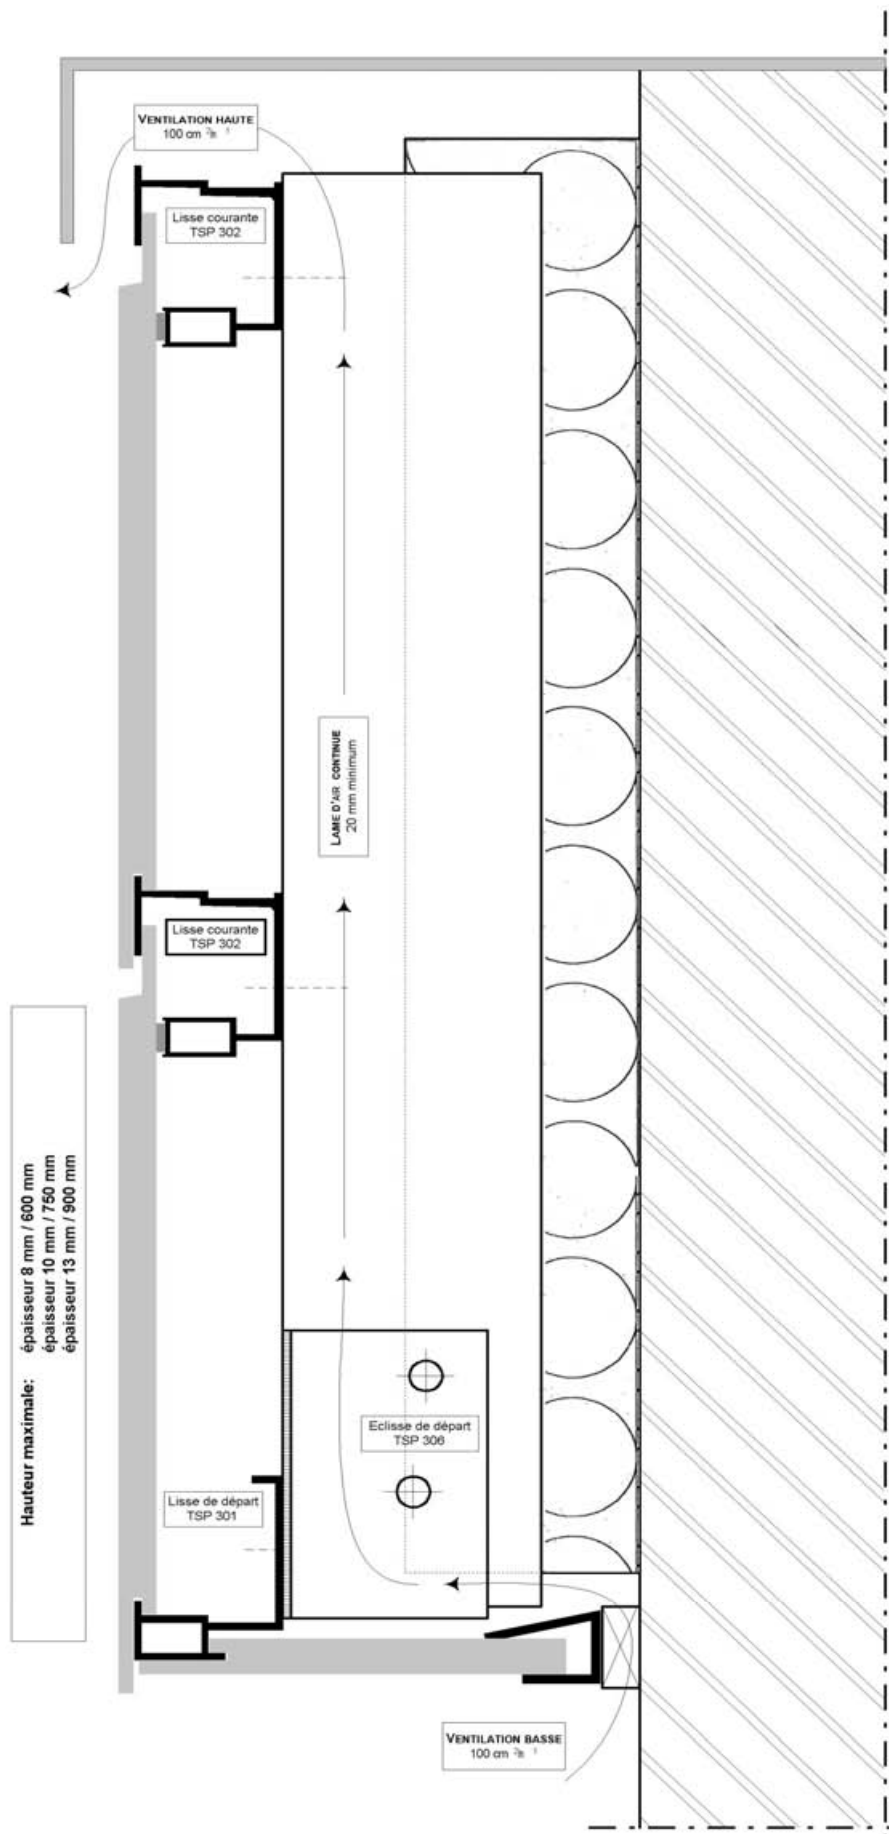 VENTILATION HAUTE
100 cm ²/m ¹
Lisse courante
TSP 302
LAME D'AIR CONTINUE
20 mm minimum
Lisse courante
TSP 302
Hauteur maximale: épaisseur 8 mm / 600 mm
épaisseur 10 mm / 750 mm
épaisseur 13 mm / 900 mm
Eclisse de départ
TSP 306
Lisse de départ
TSP 301
VENTILATION BASSE
100 cm ²/m ¹